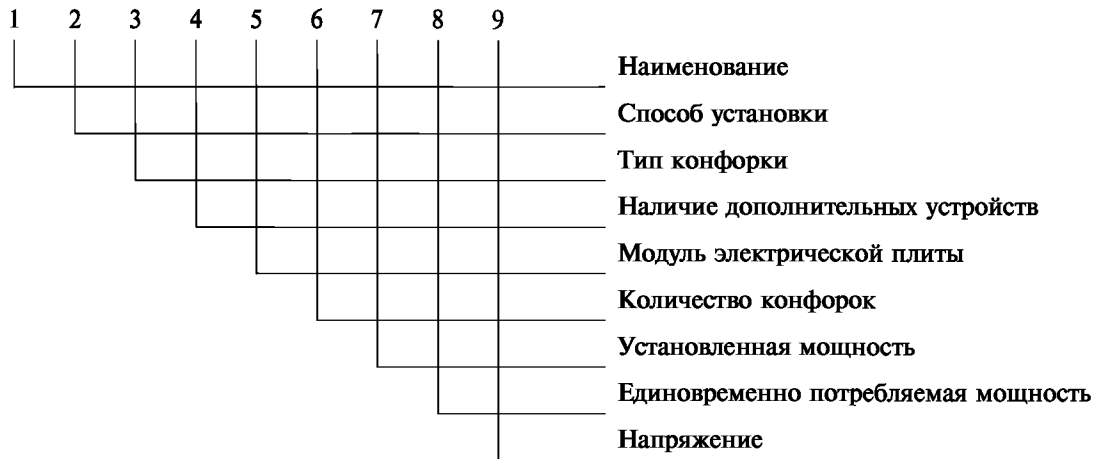 1 2 3 4 5 6 7 8 9
Наименование
Способ установки
Тип конфорки
Наличие дополнительных устройств
Модуль электрической плиты
Количество конфорок
Установленная мощность
Единовременно потребляемая мощность
Напряжение